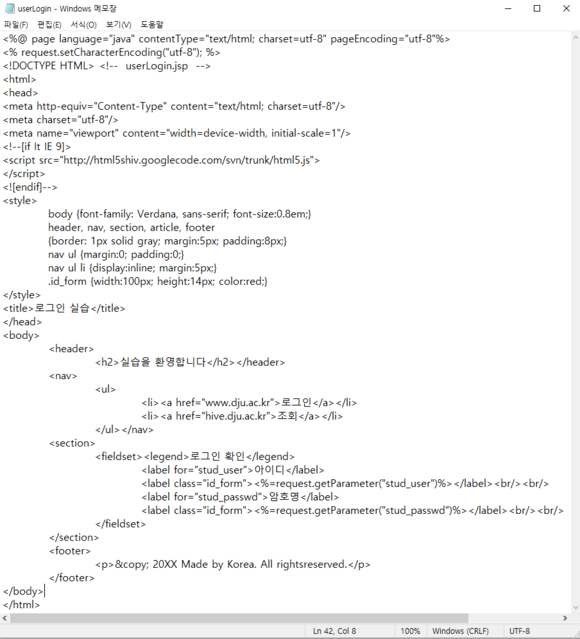 userLogin - Windows 메모장
파일(F) 편집(E) 서식(O) 보기(V) 도움말
<%@ page language="java" contentType="text/html; charset=utf-8" pageEncoding="utf-8"%>
<% request.setCharacterEncoding("utf-8"); %>
<!DOCTYPE HTML> <!-- userLogin.jsp -->
<html>
<head>
<meta http-equiv="Content-Type" content="text/html; charset=utf-8"/>
<meta charset="utf-8"/>
<meta name="viewport" content="width=device-width, initial-scale=1"/>
<!--[if lt IE 9]>
<script src="http://html5shiv.googlecode.com/svn/trunk/html5.js">
</script>
<![endif]-->
<style>
body {font-family: Verdana, sans-serif; font-size:0.8em;}
header, nav, section, article, footer
{border: 1px solid gray; margin:5px; padding:8px;}
nav ul {margin:0; padding:0;}
nav ul li {display:inline; margin:5px;}
.id_form {width:100px; height:14px; color:red;}
</style>
<title>로그인 실습</title>
</head>
<body>
<header>
<h2>실습을 환영합니다</h2></header>
<nav>
<ul>
<li><a href="www.dju.ac.kr">로그인</a></li>
<li><a href="hive.dju.ac.kr">조회</a></li>
</ul></nav>
<section>
<fieldset><legend>로그인 확인</legend>
<label for="stud_user">아이디</label>
<label class="id_form"><%=request.getParameter("stud_user")%></label><br/><br/>
<label for="stud_passwd">암호명</label>
<label class="id_form"><%=request.getParameter("stud_passwd")%></label><br/><br/>
</fieldset>
</section>
<footer>
<p>&copy; 20XX Made by Korea. All rightsreserved.</p>
</footer>
</body>
</html>
Ln 42, Col 8 100% Windows (CRLF) UTF-8